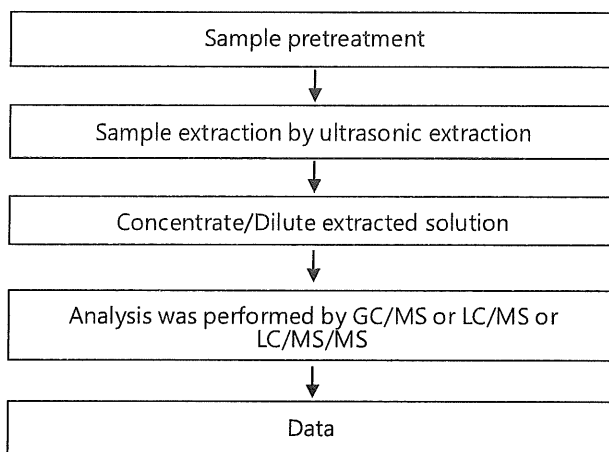 Sample pretreatment
Sample extraction by ultrasonic extraction
Concentrate/Dilute extracted solution
Analysis was performed by GC/MS or LC/MS or
LC/MS/MS
Data